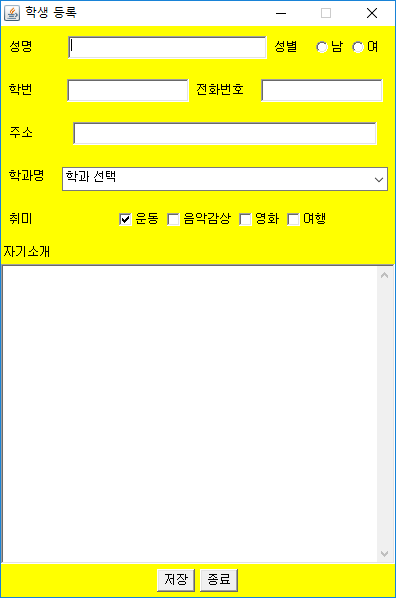 학생 등록
성명 성별 남 여
학번 전화번호
주소
학과명 학과 선택
취미 운동 음악감상 영화 여행
자기소개
저장 종료